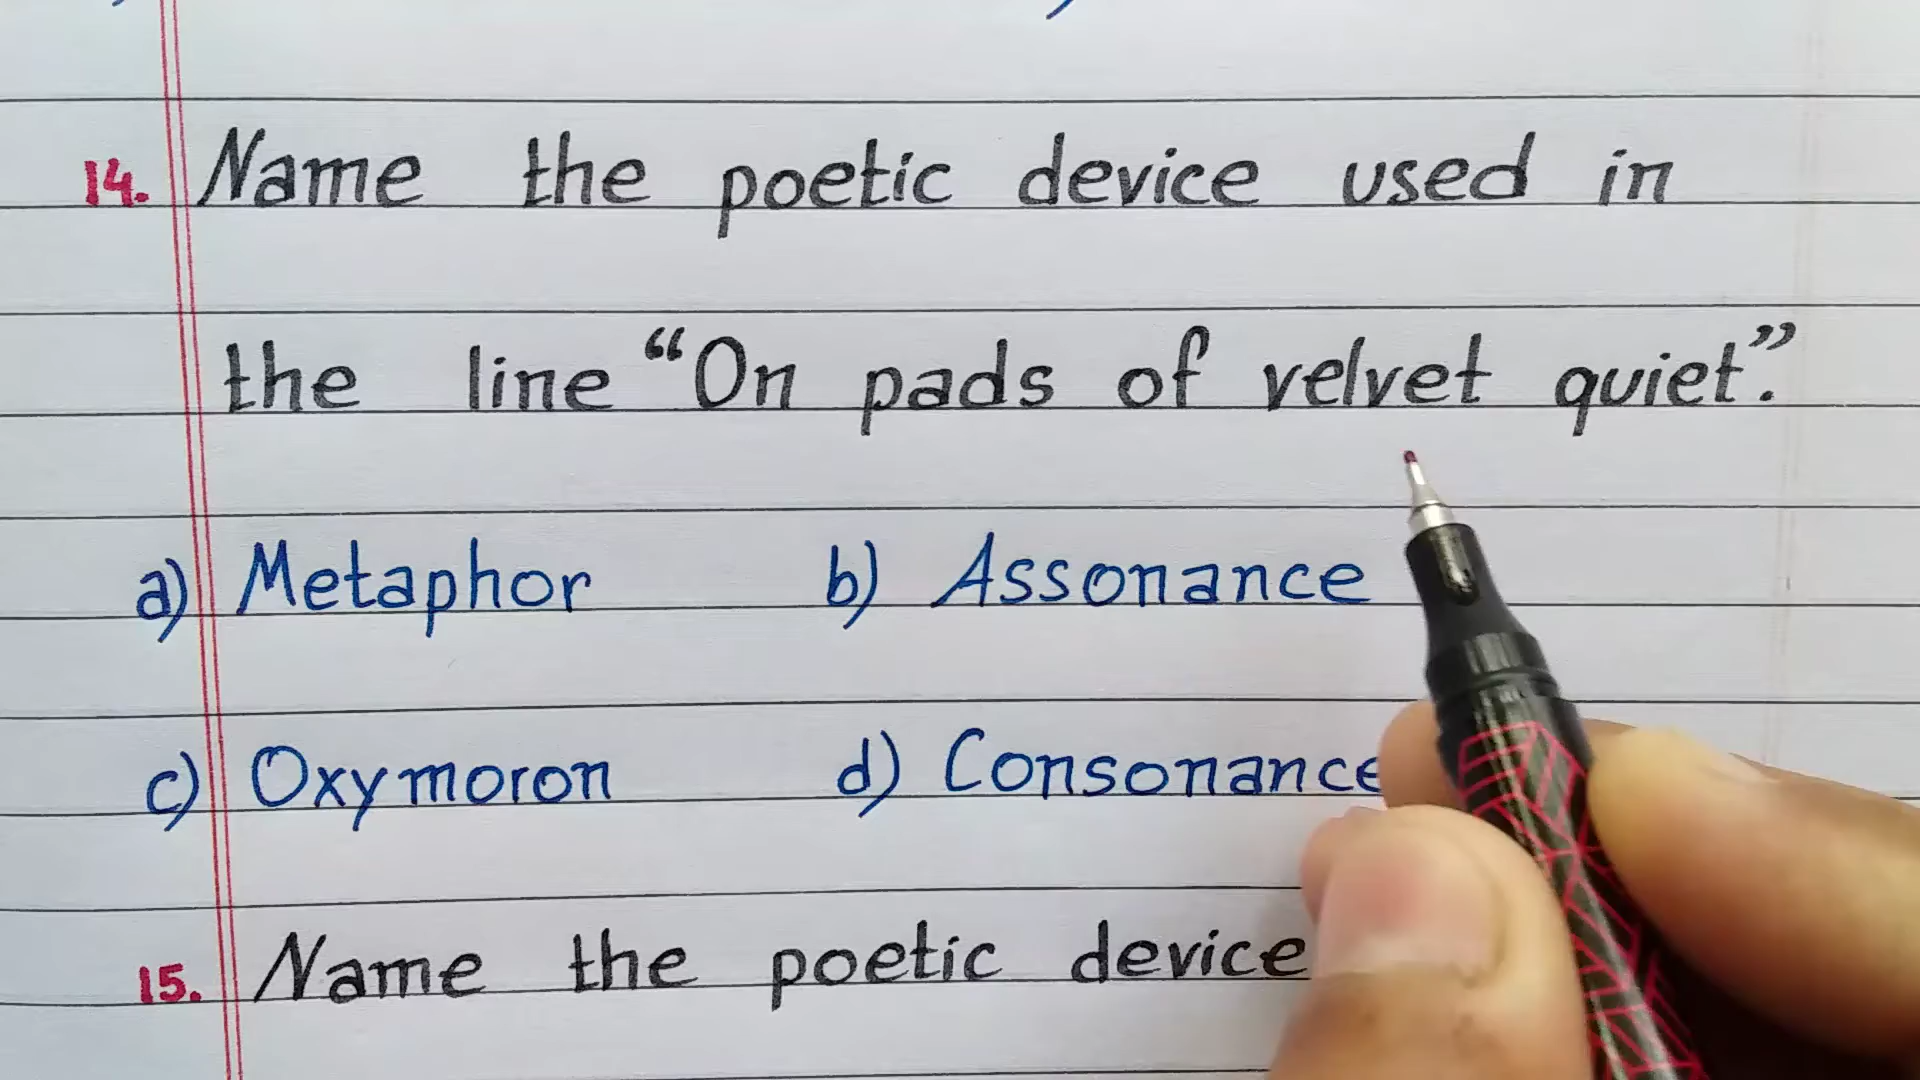 14. Name the poetic device used in
the line “On pads of velvet quiet.”
a) Metaphor b) Assonance
c) Oxymoron d) Consonance
15. Name the poetic device